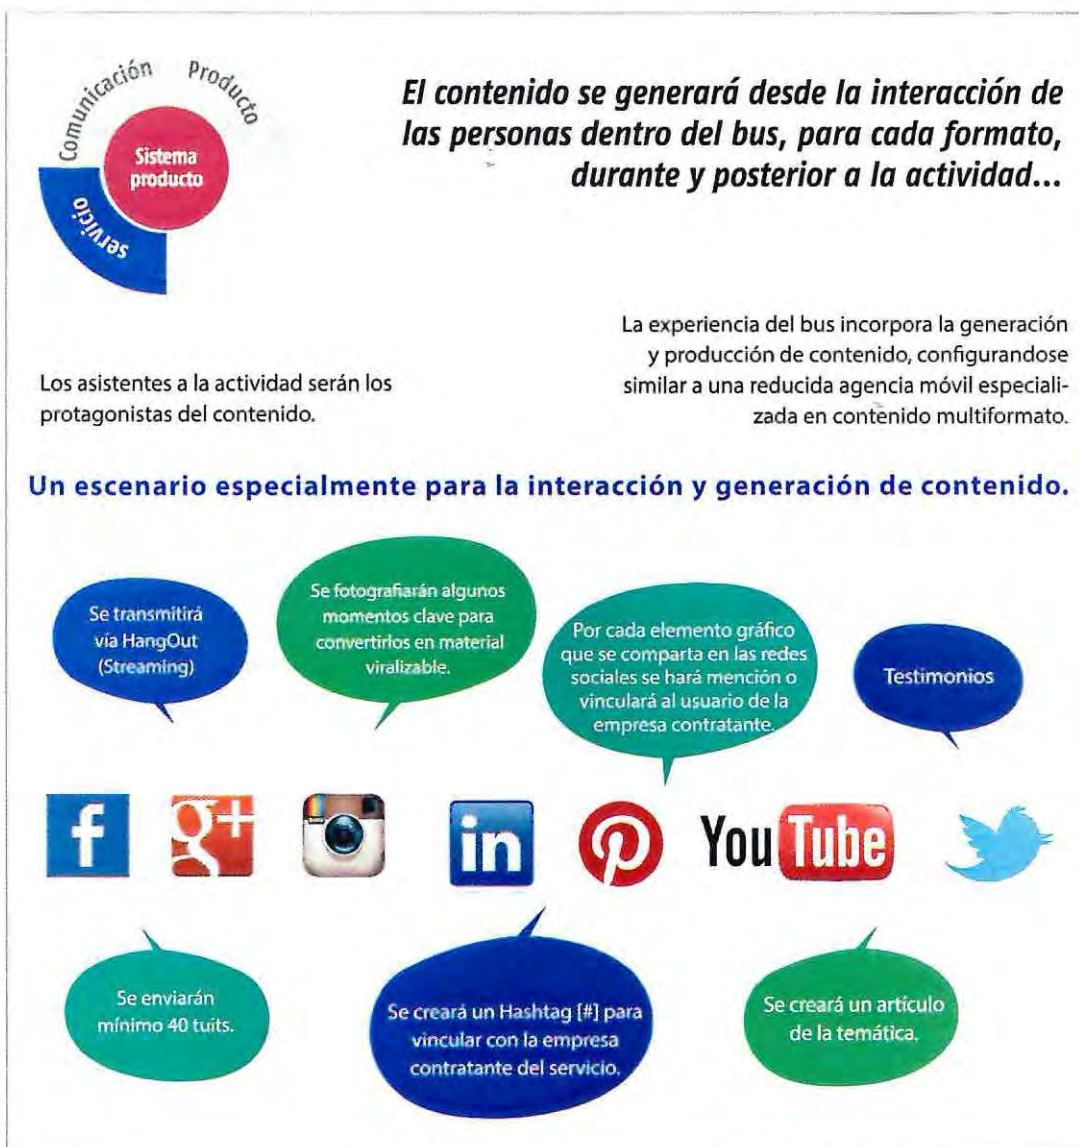 Comunicación
Producto
Sistema
producto
servicio
El contenido se generará desde la interacción de
las personas dentro del bus, para cada formato,
durante y posterior a la actividad...
La experiencia del bus incorpora la generación
y producción de contenido, configurandose
similar a una reducida agencia móvil especiali-
zada en contenido multiformato.
Los asistentes a la actividad serán los
protagonistas del contenido.
Un escenario especialmente para la interacción y generación de contenido.
Se transmitirá
vía HangOut
(Streaming)
Se fotografiarán algunos
momentos clave para
convertirlos en material
viralizable.
Por cada elemento gráfico
que se comparta en las redes
sociales se hará mención o
vinculará al usuario de la
empresa contratante.
Testimonios
f
g+
in
P
YouTube
Se enviarán
mínimo 40 tuits.
Se creará un Hashtag [#] para
vincular con la empresa
contratante del servicio.
Se creará un artículo
de la temática.